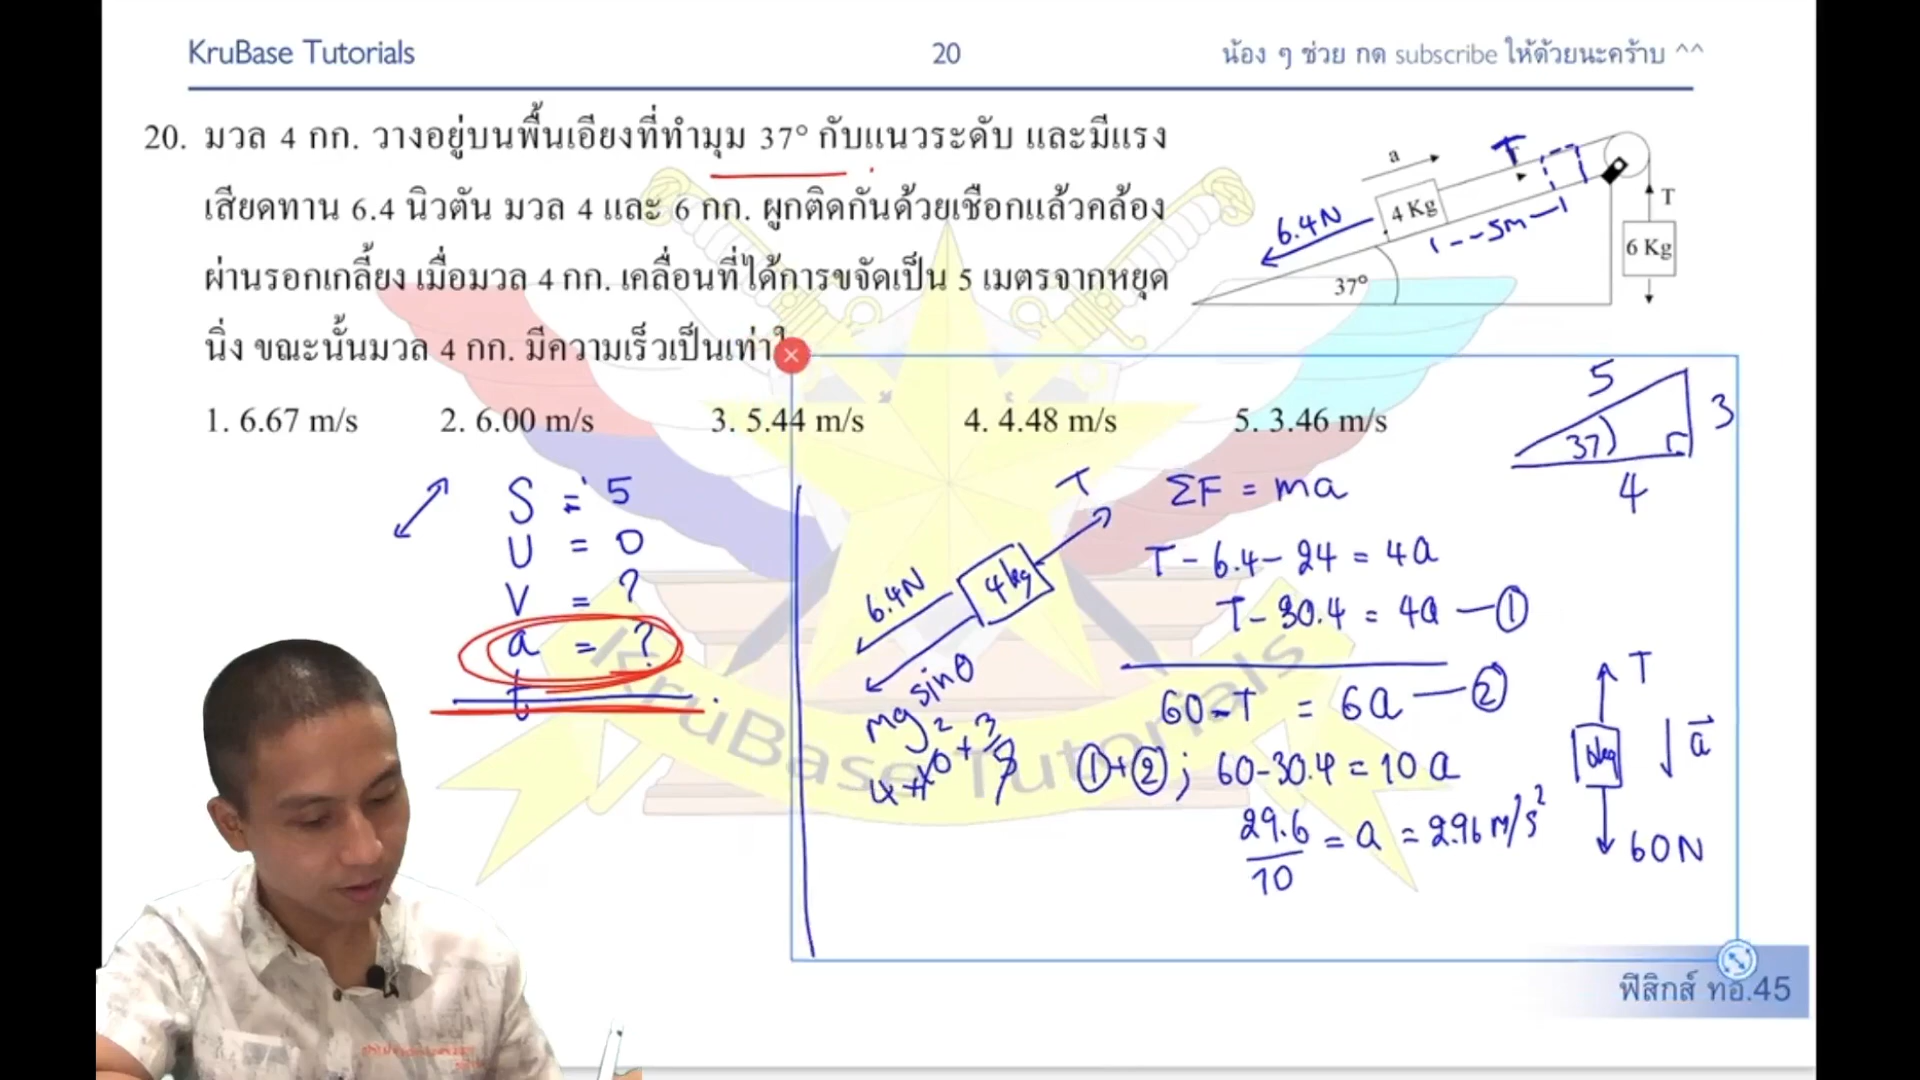 KruBase Tutorials 20 น้อง ๆ ช่วย กด subscribe ให้ด้วยนะคร้าบ ^^
20. มวล 4 กก. วางอยู่บนพื้นเอียงที่ทำมุม 37° กับแนวระดับ และมีแรง
เสียดทาน 6.4 นิวตัน มวล 4 และ 6 กก. ผูกติดกันด้วยเชือกแล้วคล้อง
ผ่านรอกเกลี้ยง เมื่อมวล 4 กก. เคลื่อนที่ได้การขจัดเป็น 5 เมตรจากหยุด
นิ่ง ขณะนั้นมวล 4 กก. มีความเร็วเป็นเท่า
a
T
6.4N
4 Kg
5m
T
6 Kg
37°
1. 6.67 m/s 2. 6.00 m/s 3. 5.44 m/s 4. 4.48 m/s 5. 3.46 m/s
5
3
37
4
S = 5
U = 0
V = ?
a = ?
t
T
4kg
6.4N
mg sinθ
ΣF = ma
T - 6.4 - 24 = 4a
T - 30.4 = 4a — ①
60 - T = 6a — ②
①+② ; 60 - 30.4 = 10 a
29.6
10
= a = 2.96 m/s²
T
6kg
a
60N
KruBase Tutorials
ฟิสิกส์ ทอ.45